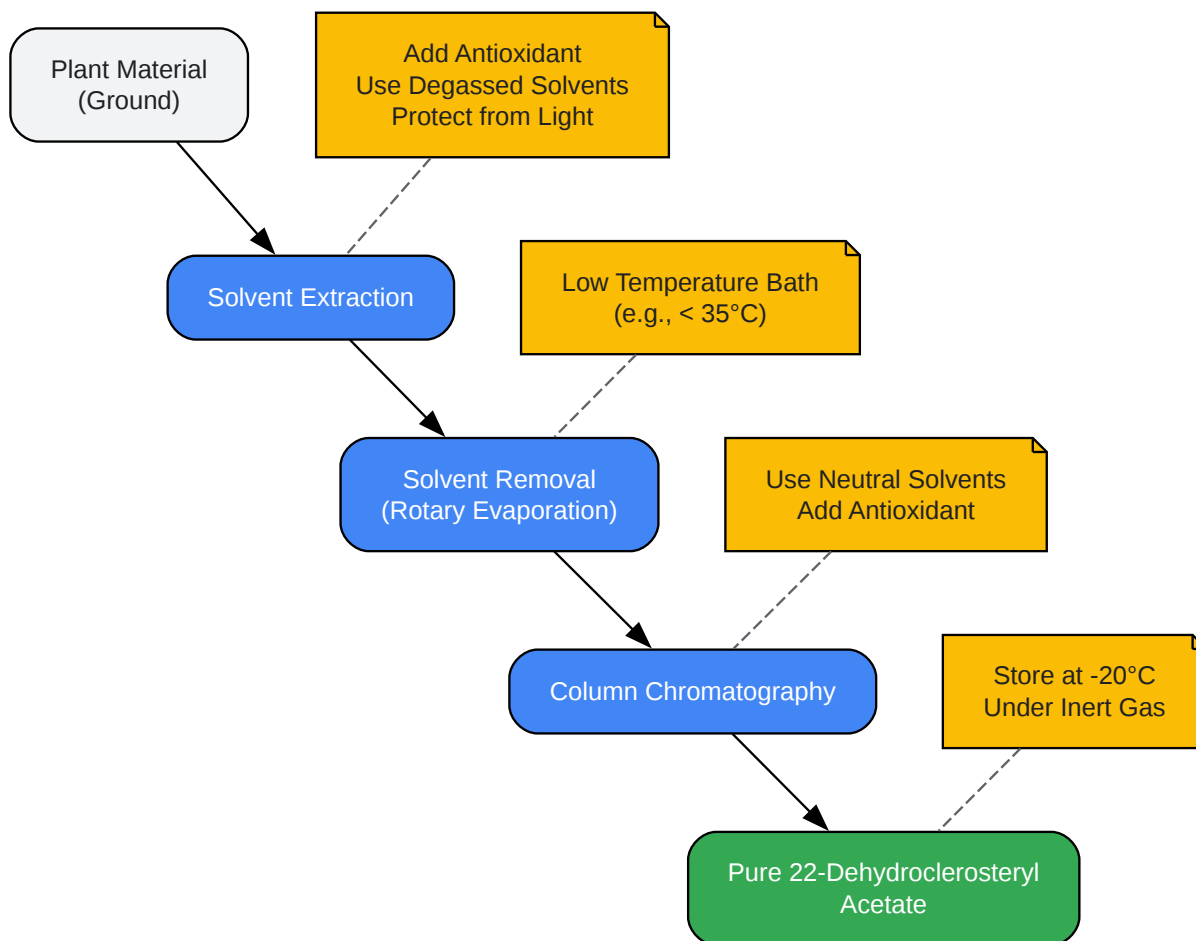 Plant Material
(Ground)
Add Antioxidant
Use Degassed Solvents
Protect from Light
Solvent Extraction
Low Temperature Bath
(e.g., < 35°C)
Solvent Removal
(Rotary Evaporation)
Use Neutral Solvents
Add Antioxidant
Column Chromatography
Store at -20°C
Under Inert Gas
Pure 22-Dehydroclerosteryl
Acetate